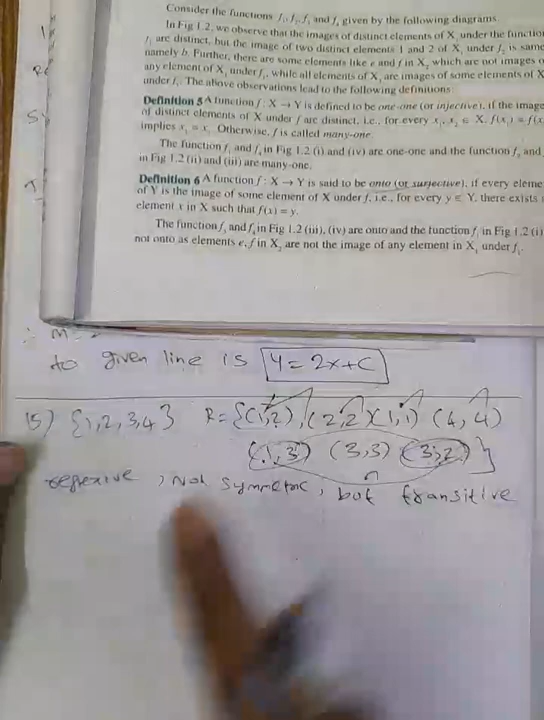 Consider the functions f₁, f₂, f₃ and f₄ given by the following diagrams.
In Fig 1.2, we observe that the images of distinct elements of X₁ under the function
f₁ are distinct, but the image of two distinct elements 1 and 2 of X₁ under f₂ is same,
namely b. Further, there are some elements like e and f in X₂ which are not images of
any element of X₁ under f₁, while all elements of X₃ are images of some elements of X₁
under f₃. The above observations lead to the following definitions
Definition 5 A function f : X → Y is defined to be one-one (or injective), if the image
of distinct elements of X under f are distinct, i.e., for every x₁, x₂ ∈ X, f(x₁) = f(x
implies x₁ = x₂. Otherwise, f is called many-one.
The function f₁ and f₄ in Fig 1.2 (i) and (iv) are one-one and the function f₂ and
in Fig 1.2 (ii) and (iii) are many-one.
Definition 6 A function f : X → Y is said to be onto (or surjective), if every eleme
of Y is the image of some element of X under f, i.e., for every y ∈ Y, there exists
element x in X such that f(x) = y.
The function f₃ and f₄ in Fig 1.2 (iii), (iv) are onto and the function f₁ in Fig 1.2 (i)
not onto as elements e, f in X₂ are not the image of any element in X₁ under f₁.
to given line is y = 2x+c
15) {1,2,3,4} R = {(1,2), (2,2) (1,1) (4,4)
(1,3) (3,3) (3,2)}
reflexive, Not symmetric, but transitive